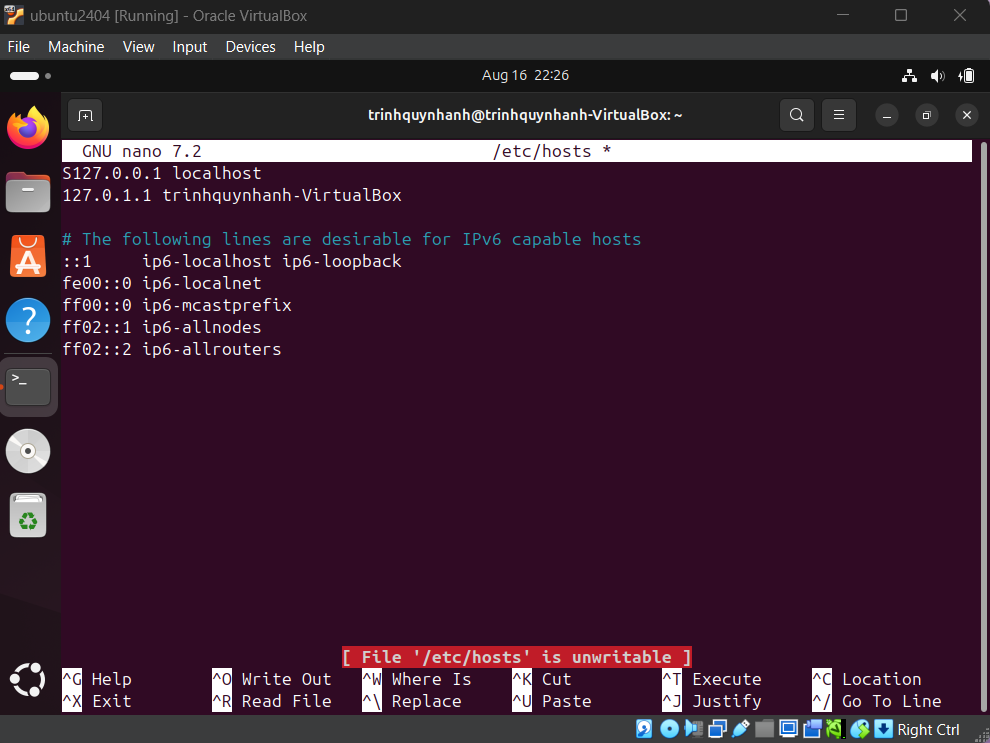 ubuntu2404 [Running] - Oracle VirtualBox
File Machine View Input Devices Help
Aug 16 22:26
trinhquynhanh@trinhquynhanh-VirtualBox: ~
GNU nano 7.2 /etc/hosts *
S127.0.0.1 localhost
127.0.1.1 trinhquynhanh-VirtualBox
# The following lines are desirable for IPv6 capable hosts
::1 ip6-localhost ip6-loopback
fe00::0 ip6-localnet
ff00::0 ip6-mcastprefix
ff02::1 ip6-allnodes
ff02::2 ip6-allrouters
[ File '/etc/hosts' is unwritable ]
^G Help ^O Write Out ^W Where Is ^K Cut ^T Execute ^C Location
^X Exit ^R Read File ^\ Replace ^U Paste ^J Justify ^/ Go To Line
Right Ctrl